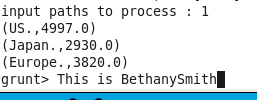 input paths to process : 1
(US.,4997.0)
(Japan.,2930.0)
(Europe.,3820.0)
grunt> This is BethanySmith